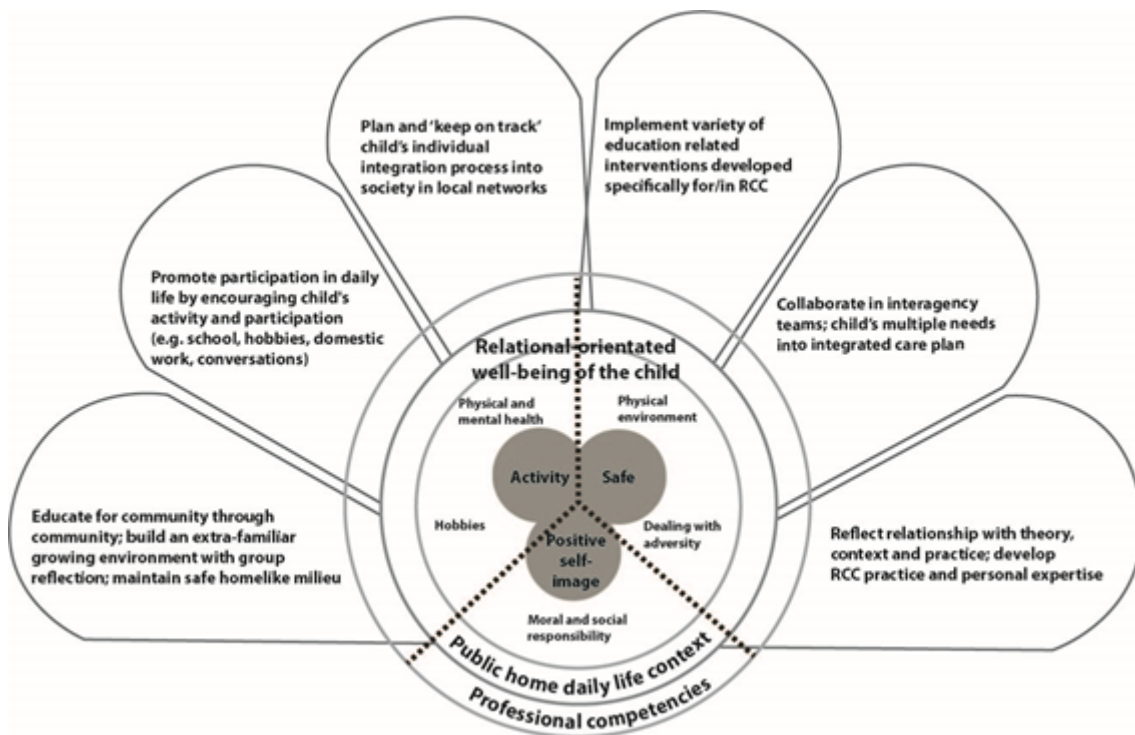 Plan and ‘keep on track’
child’s individual
integration process into
society in local networks
Implement variety of
education related
interventions developed
specifically for/in RCC
Promote participation in daily
life by encouraging child's
activity and participation
(e.g. school, hobbies, domestic
work, conversations)
Collaborate in interagency
teams; child’s multiple needs
into integrated care plan
Educate for community through
community; build an extra-familiar
growing environment with group
reflection; maintain safe homelike milieu
Reflect relationship with theory,
context and practice; develop
RCC practice and personal expertise
Relational-orientated
well-being of the child
Physical and
mental health
Physical
environment
Activity
Safe
Hobbies
Dealing with
adversity
Positive
self-
image
Moral and social
responsibility
Public home daily life context
Professional competencies